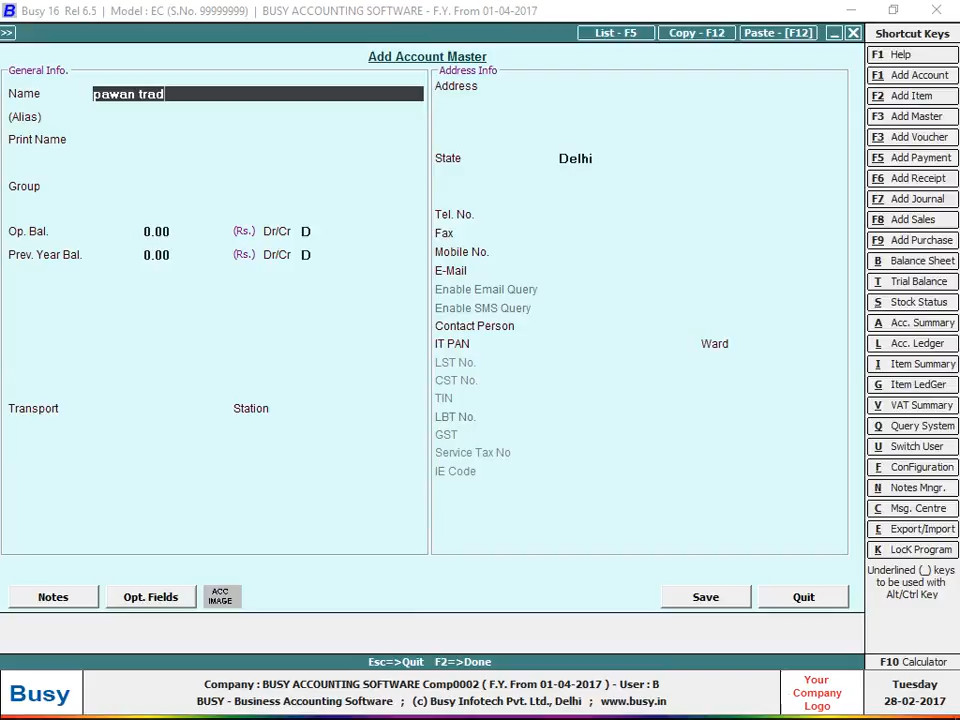 Busy 16 Rel 6.5 | Model : EC (S.No. 99999999) | BUSY ACCOUNTING SOFTWARE - F.Y. From 01-04-2017
>> List - F5 Copy - F12 Paste - [F12]
Add Account Master
General Info.
Name pawan trad
(Alias)
Print Name
Group
Op. Bal. 0.00 (Rs.) Dr/Cr D
Prev. Year Bal. 0.00 (Rs.) Dr/Cr D
Transport Station
Address Info
Address
State Delhi
Tel. No.
Fax
Mobile No.
E-Mail
Enable Email Query
Enable SMS Query
Contact Person
IT PAN Ward
LST No.
CST No.
TIN
LBT No.
GST
Service Tax No
IE Code
Notes Opt. Fields ACC IMAGE Save Quit
Esc=>Quit F2=>Done
Shortcut Keys
F1 Help
F1 Add Account
F2 Add Item
F3 Add Master
F3 Add Voucher
F5 Add Payment
F6 Add Receipt
F7 Add Journal
F8 Add Sales
F9 Add Purchase
B Balance Sheet
T Trial Balance
S Stock Status
A Acc. Summary
L Acc. Ledger
I Item Summary
G Item LedGer
V VAT Summary
Q Query System
U Switch User
F ConFiguration
N Notes Mngr.
C Msg. Centre
E Export/Import
K LocK Program
Underlined (_) keys
to be used with
Alt/Ctrl Key
F10 Calculator
Busy
Company : BUSY ACCOUNTING SOFTWARE Comp0002 ( F.Y. From 01-04-2017 ) - User : B
BUSY - Business Accounting Software ; (c) Busy Infotech Pvt. Ltd., Delhi ; www.busy.in
Your
Company
Logo
Tuesday
28-02-2017